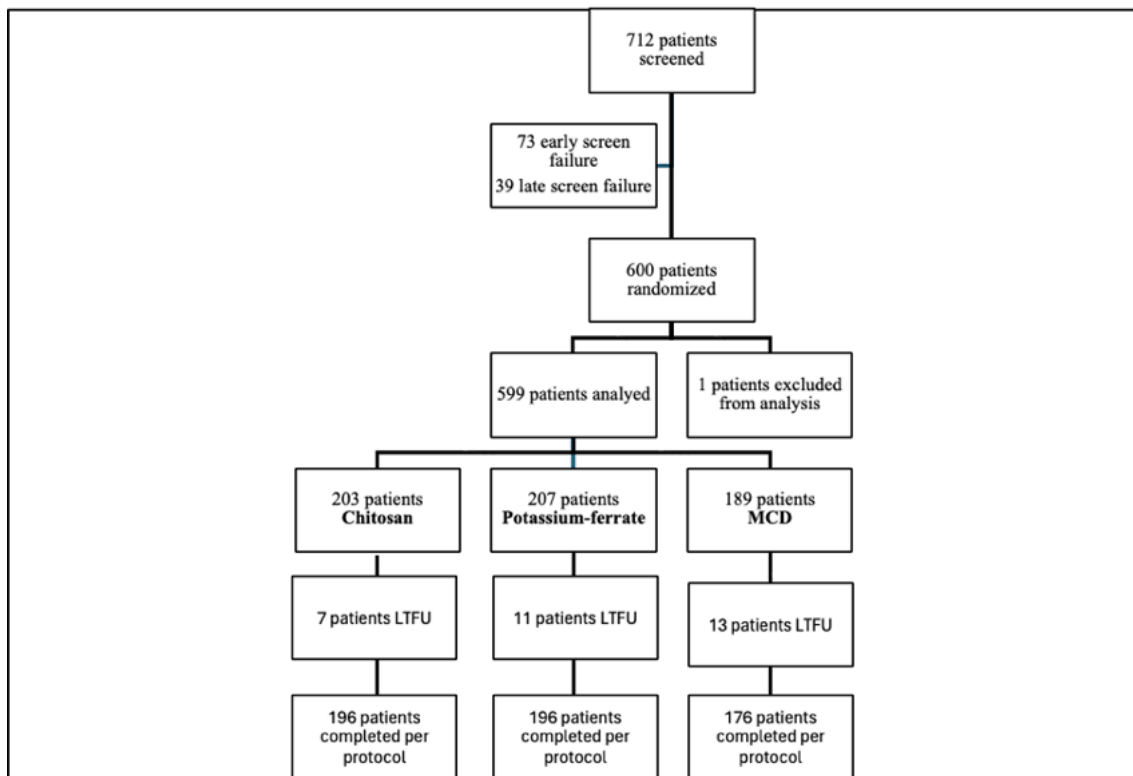 712 patients
screened
73 early screen
failure
39 late screen failure
600 patients
randomized
599 patients analyed
1 patients excluded
from analysis
203 patients
Chitosan
207 patients
Potassium-ferrate
189 patients
MCD
7 patients LTFU
11 patients LTFU
13 patients LTFU
196 patients
completed per
protocol
196 patients
completed per
protocol
176 patients
completed per
protocol